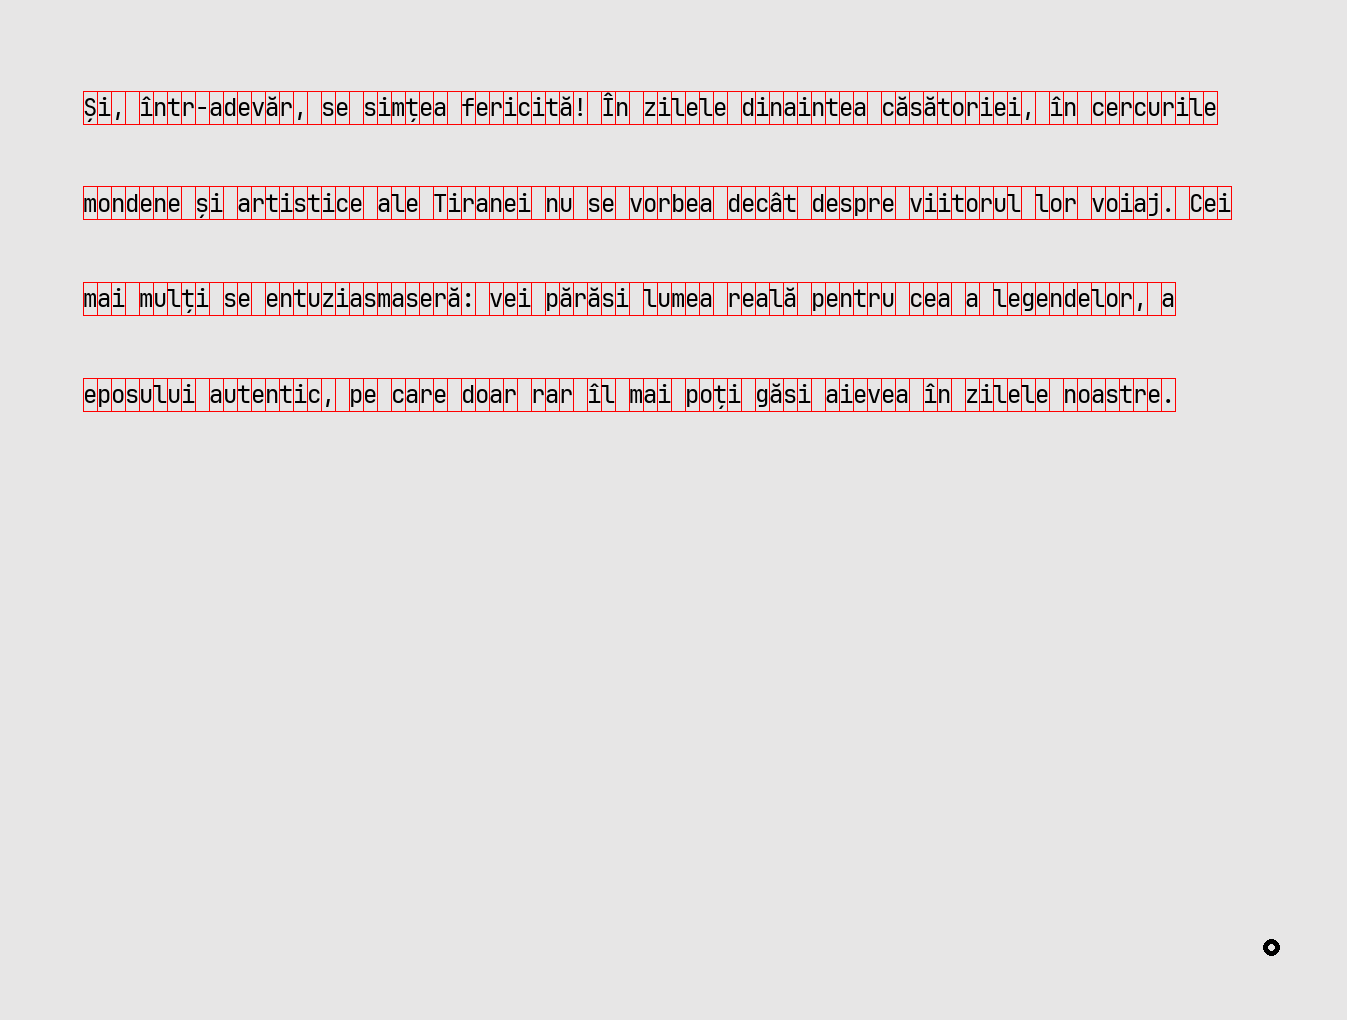 Și, într-adevăr, se simțea fericită! În zilele dinaintea căsătoriei, în cercurile
mondene și artistice ale Tiranei nu se vorbea decât despre viitorul lor voiaj. Cei
mai mulți se entuziasmaseră: vei părăsi lumea reală pentru cea a legendelor, a
eposului autentic, pe care doar rar îl mai poți găsi aievea în zilele noastre.